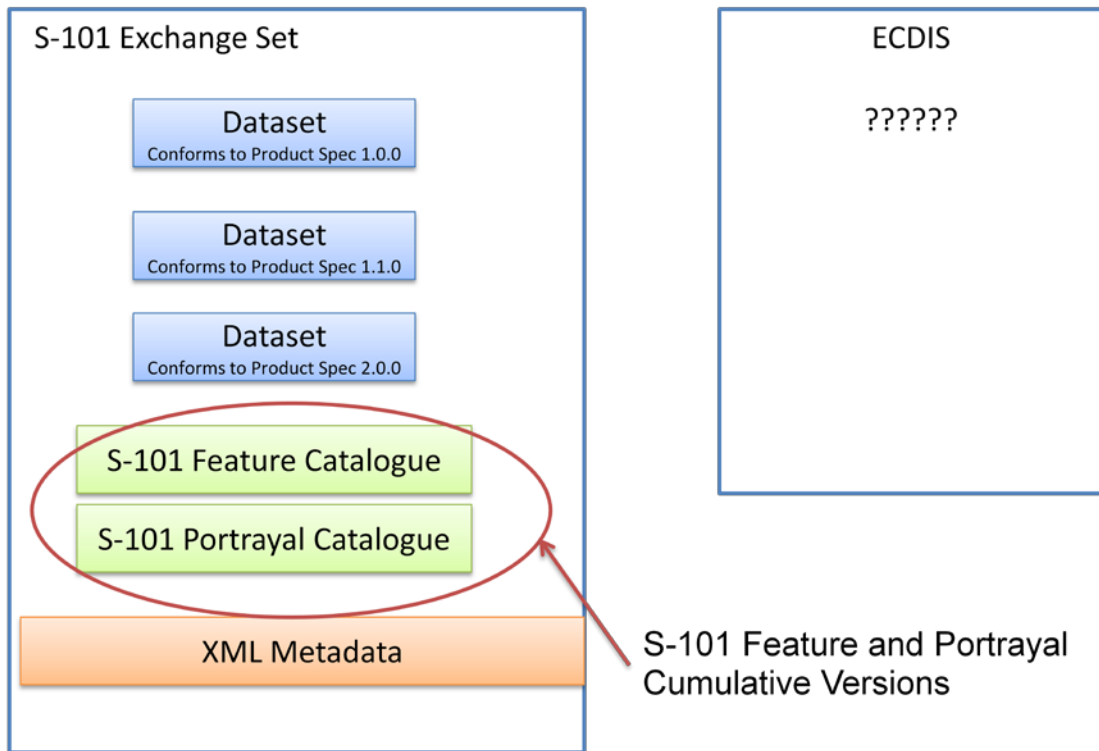 S-101 Exchange Set
Dataset
Conforms to Product Spec 1.0.0
Dataset
Conforms to Product Spec 1.1.0
Dataset
Conforms to Product Spec 2.0.0
S-101 Feature Catalogue
S-101 Portrayal Catalogue
XML Metadata
ECDIS
??????
S-101 Feature and Portrayal
Cumulative Versions